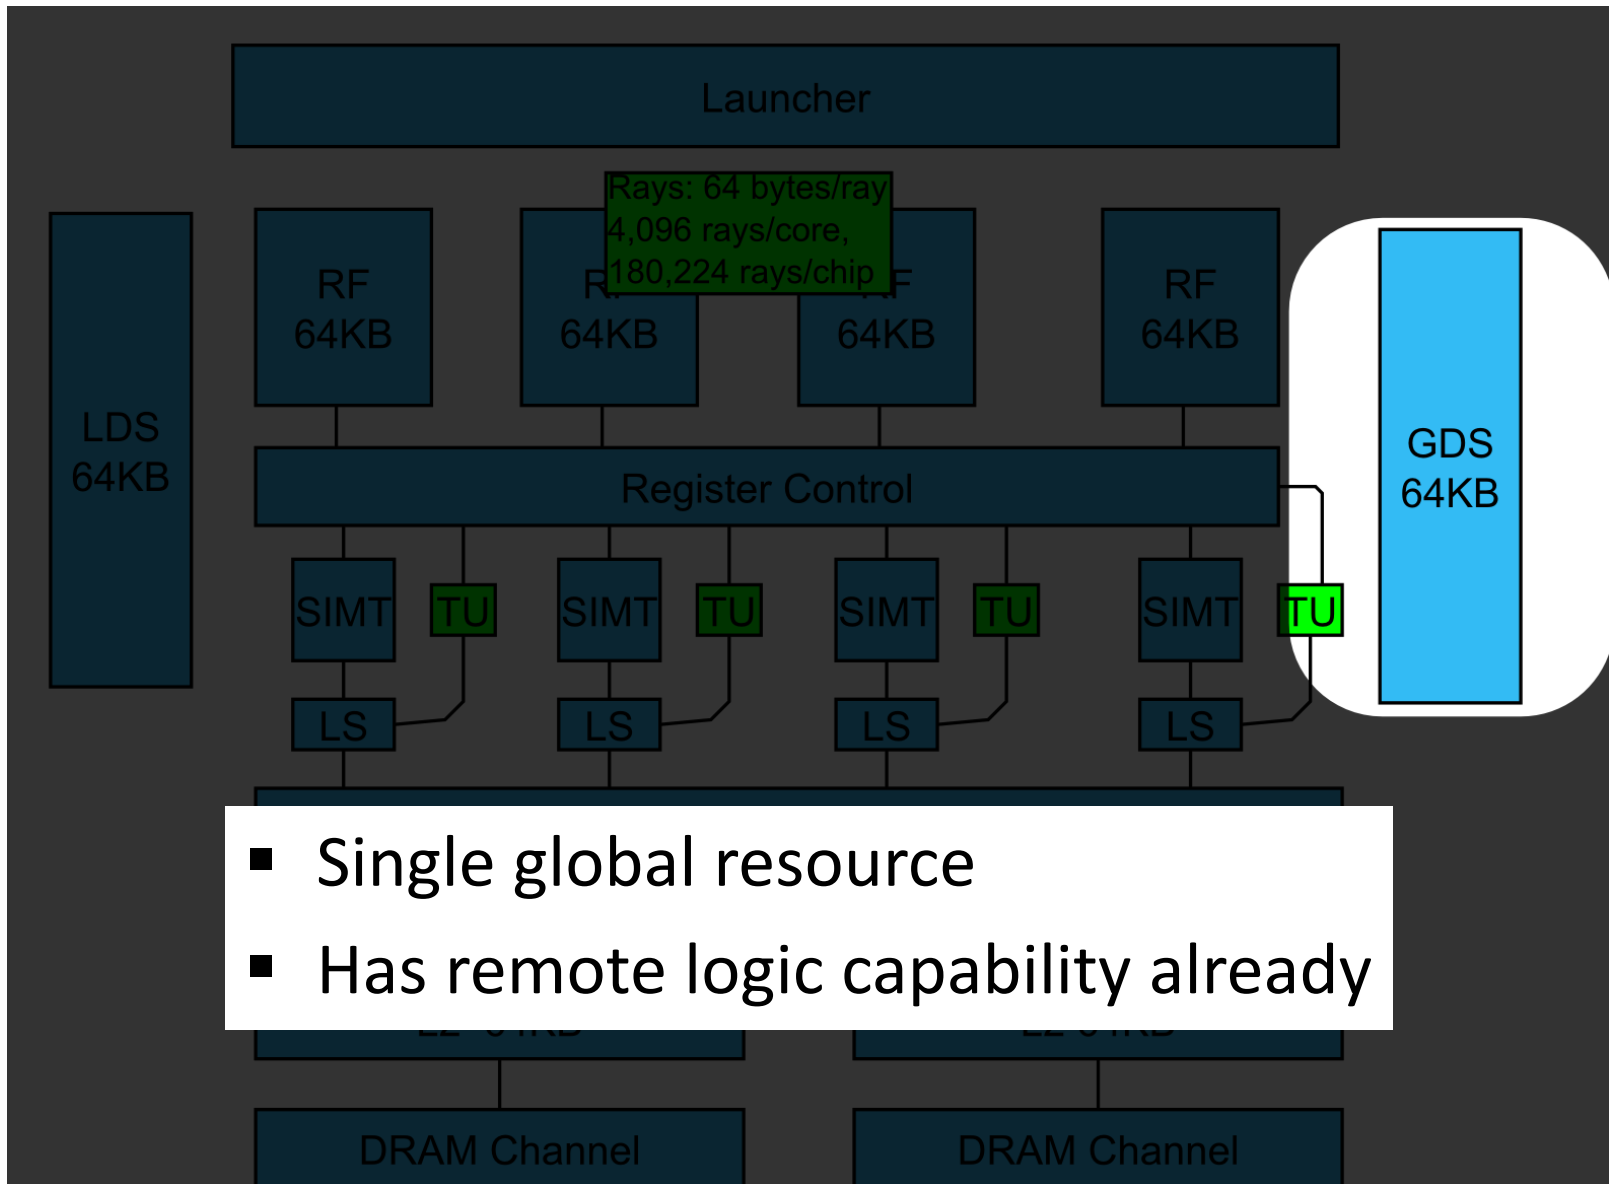 Launcher
Rays: 64 bytes/ray
4,096 rays/core,
180,224 rays/chip
RF
64KB
64KB
64KB
RF
64KB
LDS
64KB
GDS
64KB
Register Control
SIMT TU SIMT TU SIMT TU SIMT TU
LS LS LS LS
▪ Single global resource
▪ Has remote logic capability already
DRAM Channel DRAM Channel